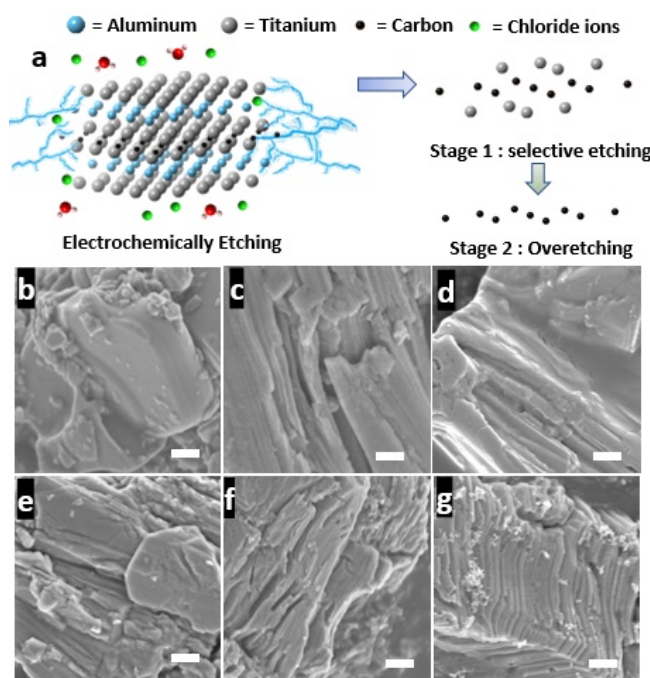 = Aluminum = Titanium = Carbon = Chloride ions
a
Stage 1 : selective etching
Electrochemically Etching
Stage 2 : Overetching
b
c
d
e
f
g